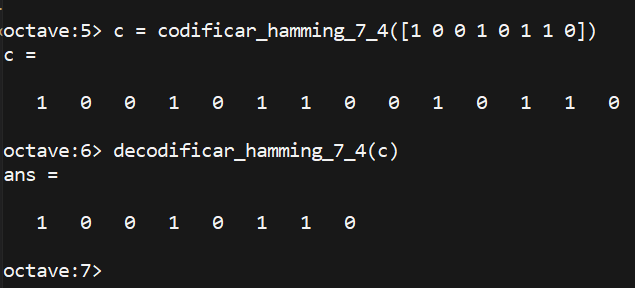 octave:5> c = codificar_hamming_7_4([1 0 0 1 0 1 1 0])
c =
1 0 0 1 0 1 1 0 0 1 0 1 1 0
octave:6> decodificar_hamming_7_4(c)
ans =
1 0 0 1 0 1 1 0
octave:7>